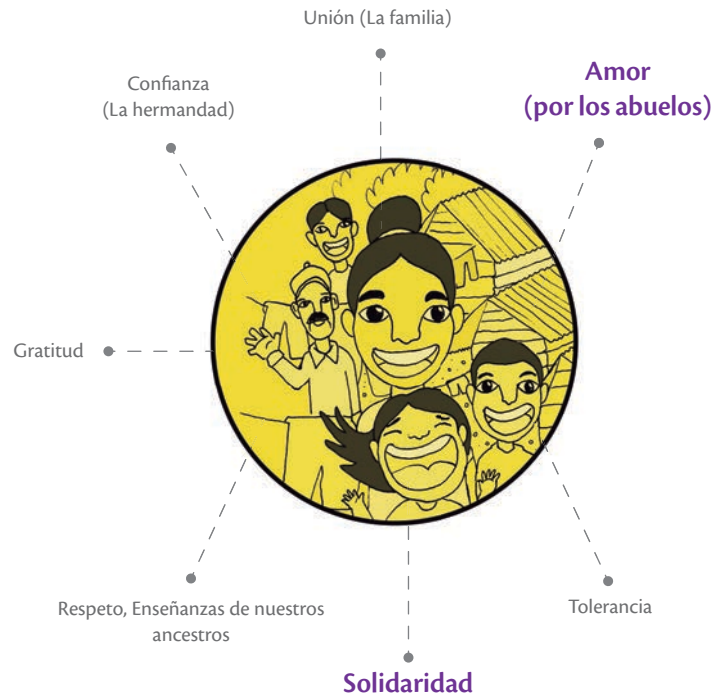 Unión (La familia)
Amor
(por los abuelos)
Confianza
(La hermandad)
Gratitud
Respeto, Enseñanzas de nuestros
ancestros
Tolerancia
Solidaridad